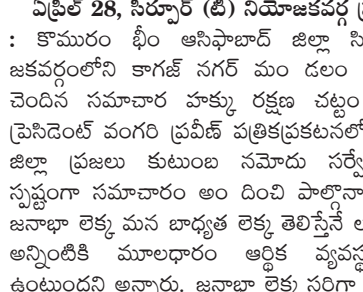 ఏప్రిల్ 28, సిర్పూర్ (టి) నియోజకవర్గ
: కొమురం భీం ఆసిఫాబాద్ జిల్లా సి
జకవర్గంలోని కాగజ్ నగర్ మం డలం
చెందిన సమాచార హక్కు రక్షణ చట్టం
ప్రెసిడెంట్ వంగరి ప్రవీణ్ పత్రికప్రకటనలో
జిల్లా ప్రజలు కుటుంబ నమోదు సర్వే
స్పష్టంగా సమాచారం అం దించి పాల్గొనా
జనాభా లెక్క మన బాధ్యత లెక్క తెలిస్తేనే
అన్నింటికి మూలధారం ఆర్థిక వ్యవస్థ
ఉంటుందని అన్నారు. జనాబా లెక్క సరిగా